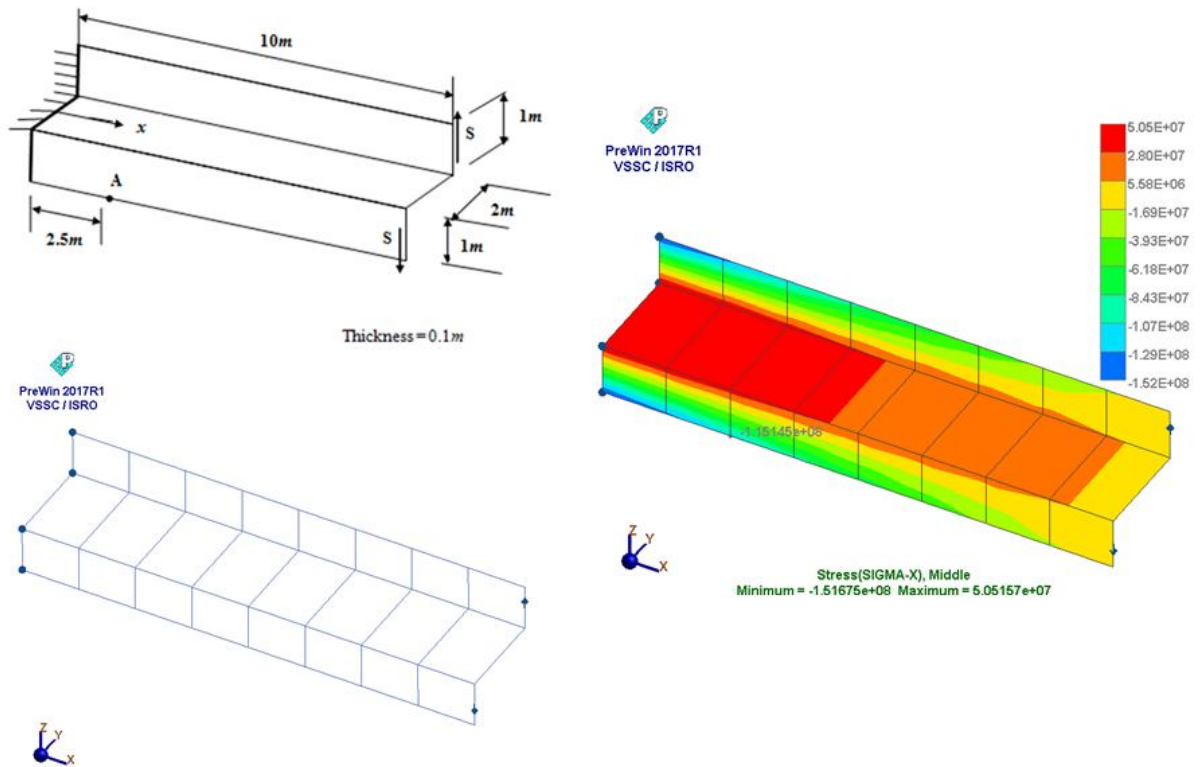 10m
S
1m
x
A
2m
2.5m
S
1m
Thickness=0.1m
PreWin 2017R1
VSSC / ISRO
Z
Y
X
PreWin 2017R1
VSSC / ISRO
5.05E+07
2.80E+07
5.58E+06
-1.69E+07
-3.93E+07
-6.18E+07
-8.43E+07
-1.07E+08
-1.29E+08
-1.52E+08
-1.15145e+08
Z
Y
X
Stress(SIGMA-X), Middle
Minimum = -1.51675e+08 Maximum = 5.05157e+07